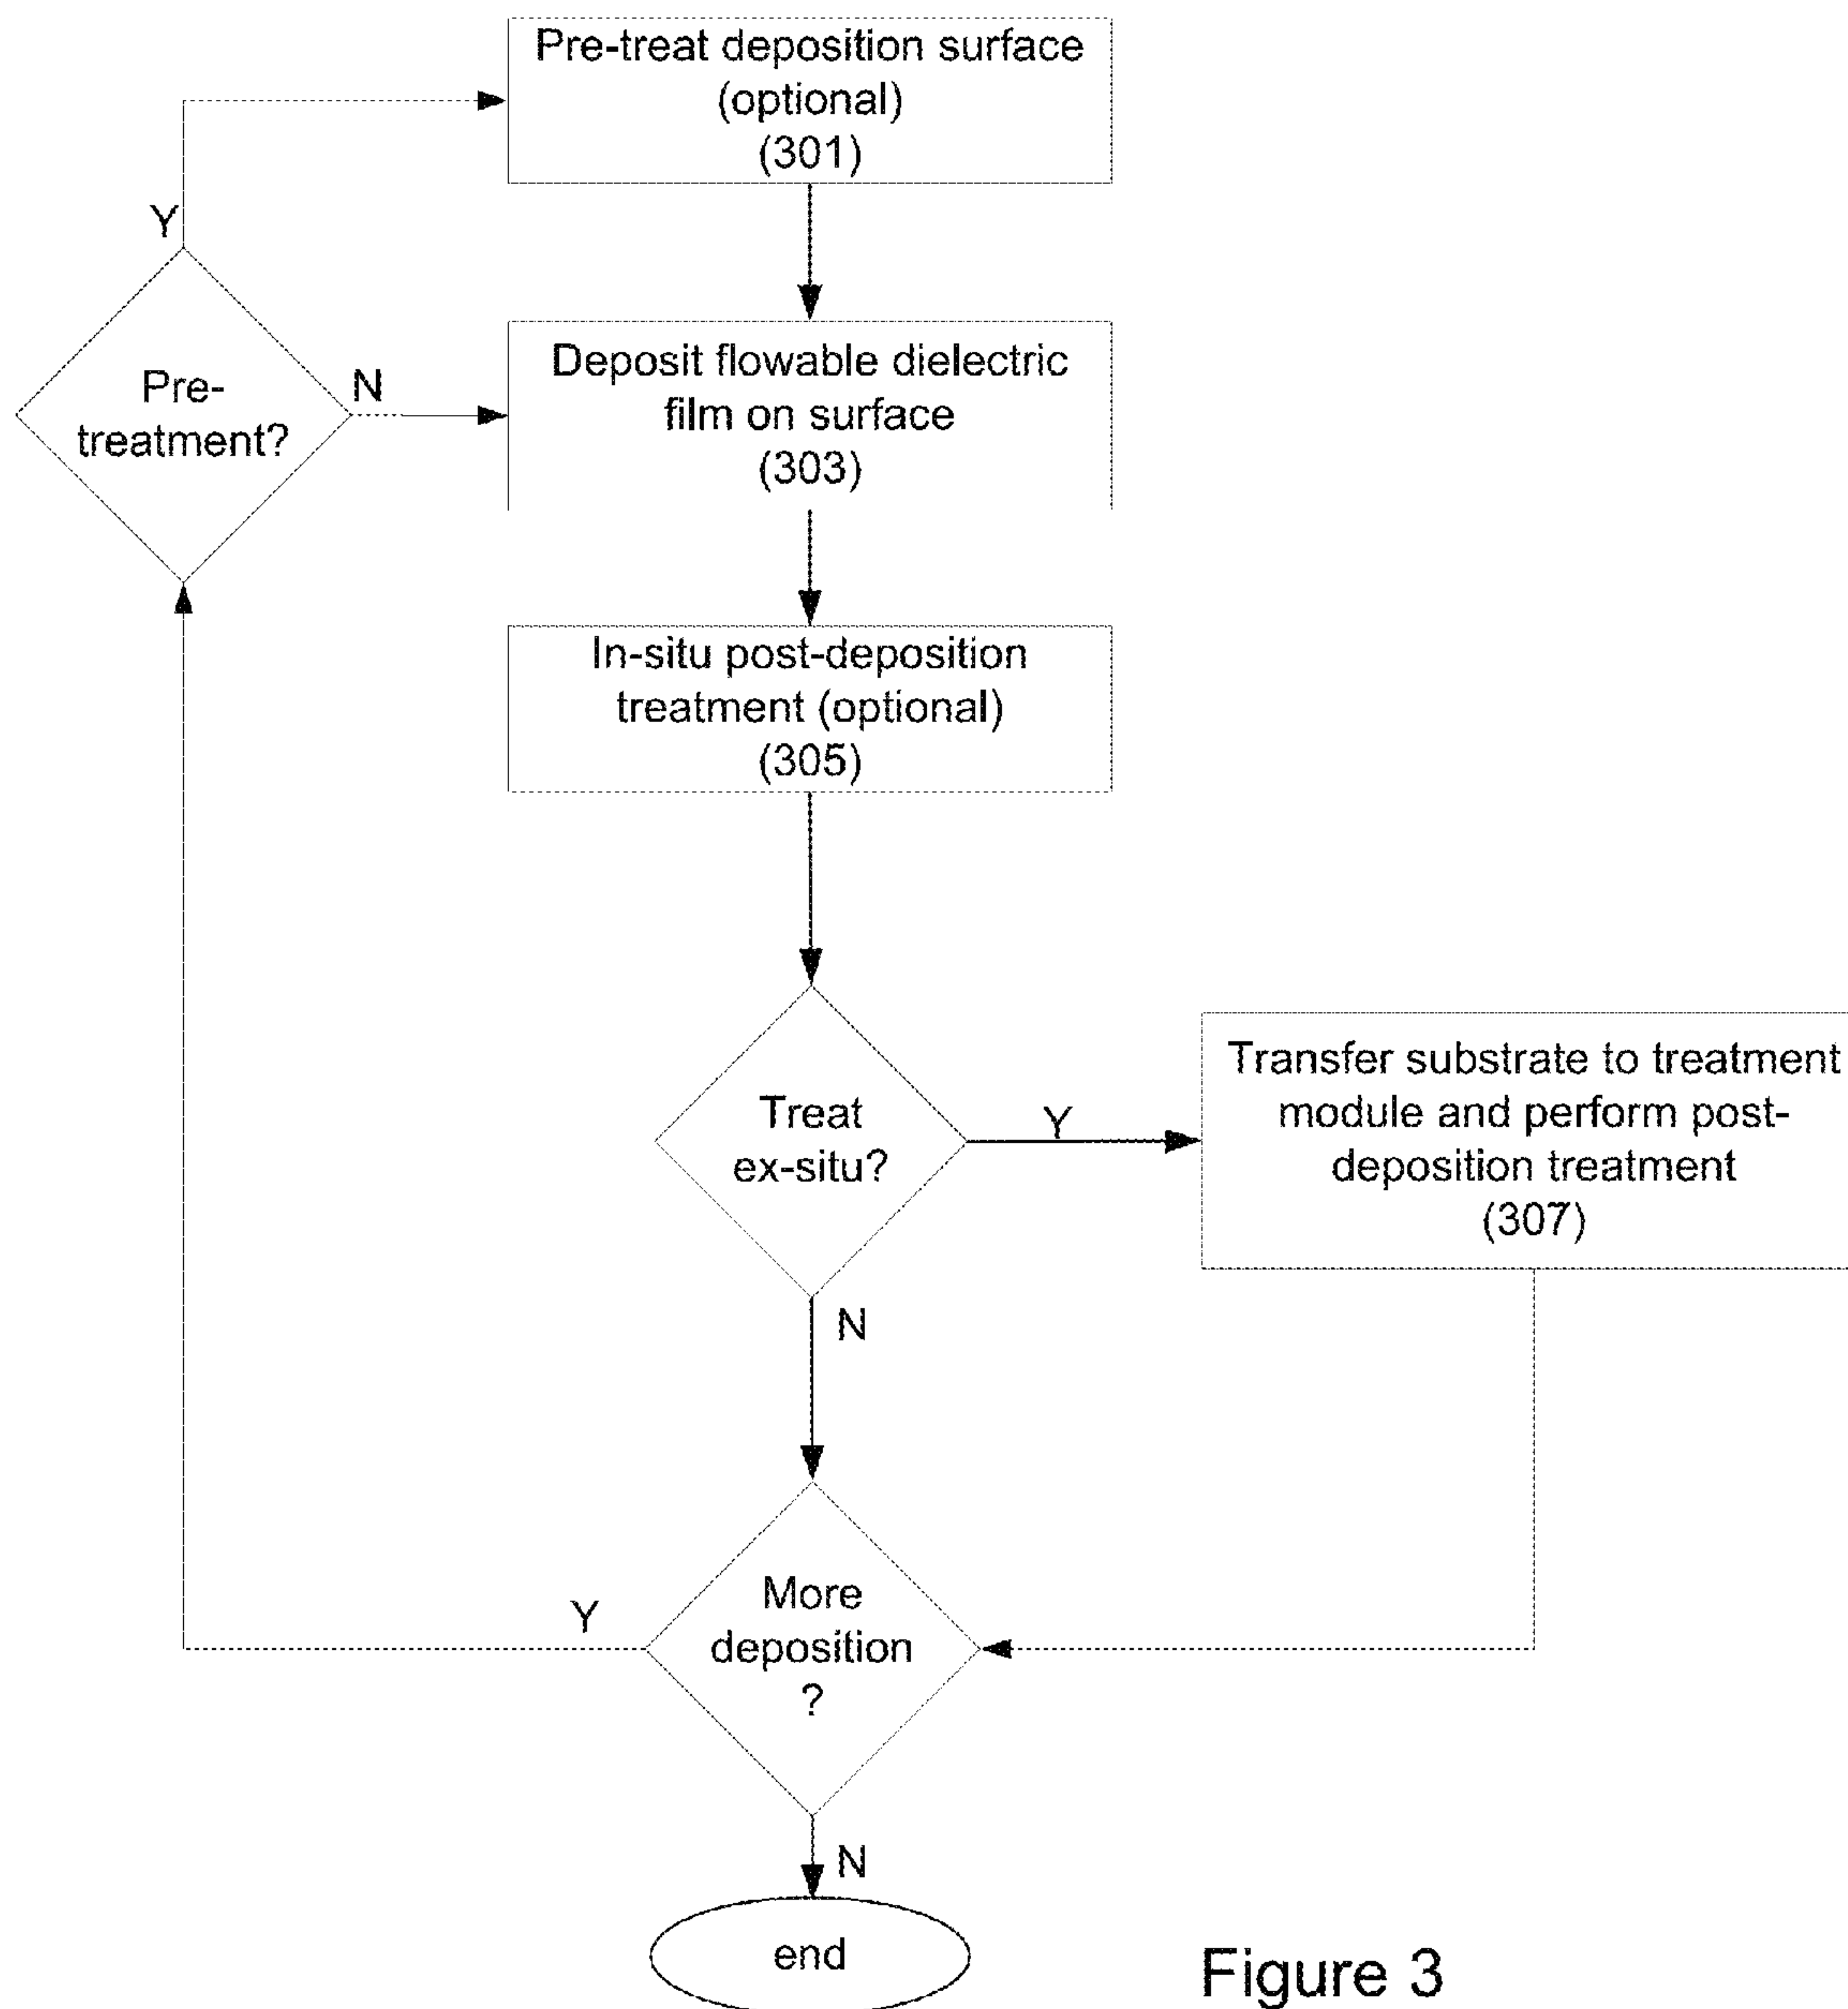 Pre-treat deposition surface
(optional)
(301)
Y
Pre-
treatment?
N
Deposit flowable dielectric
film on surface
(303)
In-situ post-deposition
treatment (optional)
(305)
Treat
ex-situ?
Y
Transfer substrate to treatment
module and perform post-
deposition treatment
(307)
N
Y
More
deposition
?
N
end
Figure 3